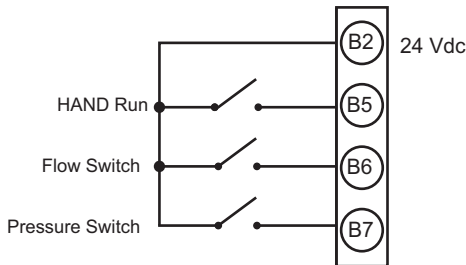 B2 24 Vdc
HAND Run B5
Flow Switch B6
Pressure Switch B7